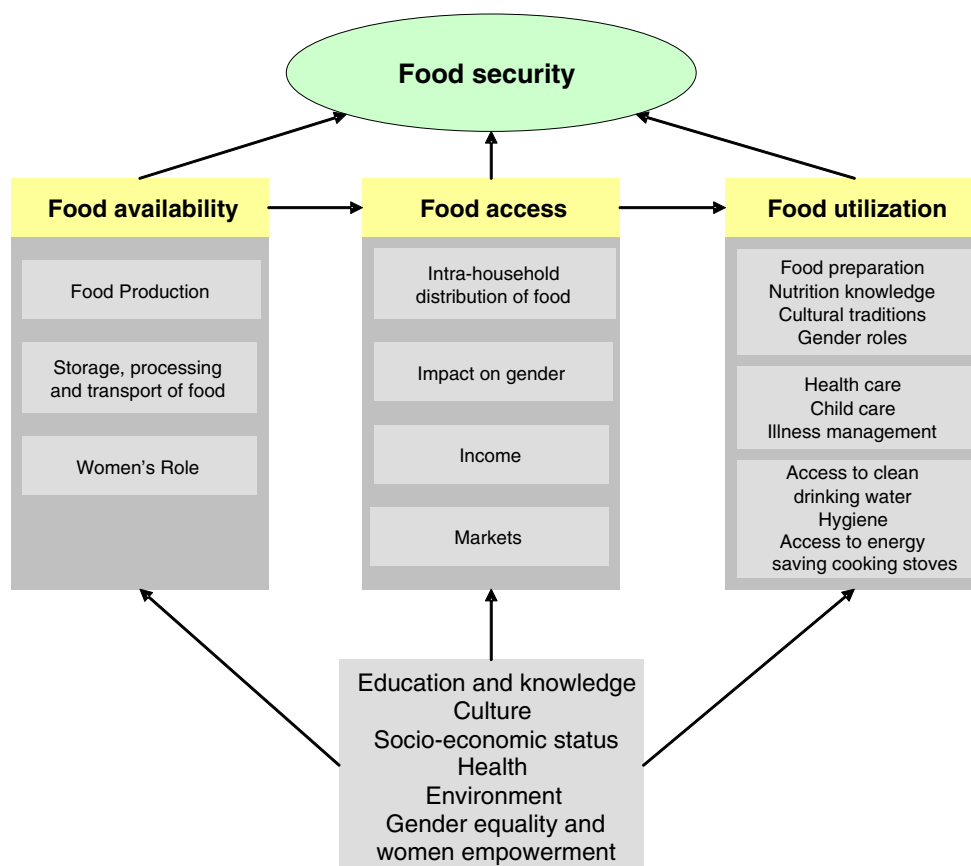 Food security
Food availability
Food Production
Storage, processing
and transport of food
Women’s Role
Food access
Intra-household
distribution of food
Impact on gender
Income
Markets
Food utilization
Food preparation
Nutrition knowledge
Cultural traditions
Gender roles
Health care
Child care
Illness management
Access to clean
drinking water
Hygiene
Access to energy
saving cooking stoves
Education and knowledge
Culture
Socio-economic status
Health
Environment
Gender equality and
women empowerment